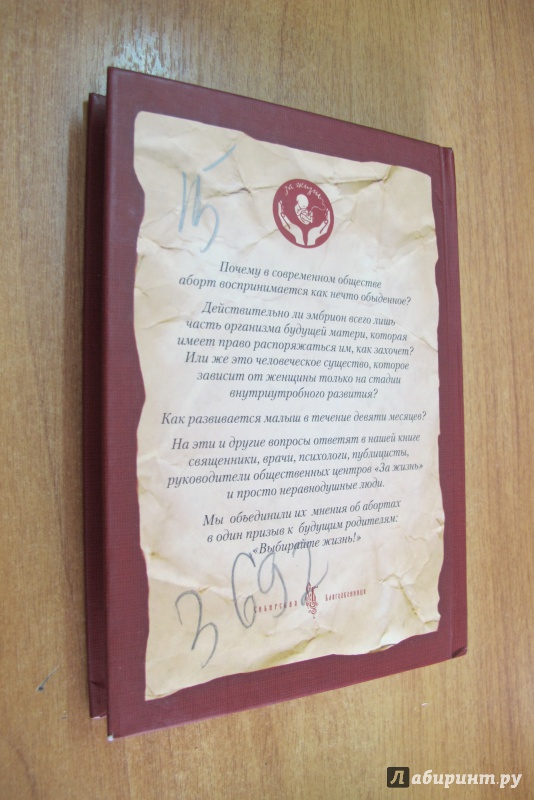 За жизнь
Почему в современном обществе
аборт воспринимается как нечто обыденное?
Действительно ли эмбрион всего лишь
часть организма будущей матери, которая
имеет право распоряжаться им, как захочет?
Или же это человеческое существо, которое
зависит от женщины только на стадии
внутриутробного развития?
Как развивается малыш в течение девяти месяцев?
На эти и другие вопросы ответят в нашей книге
священники, врачи, психологи, публицисты,
руководители общественных центров «За жизнь»
и просто неравнодушные люди.
Мы объединили их мнения об абортах
в один призыв к будущим родителям:
«Выбирайте жизнь!»
3692
Сибирская Благозвонница
Лабиринт.ру